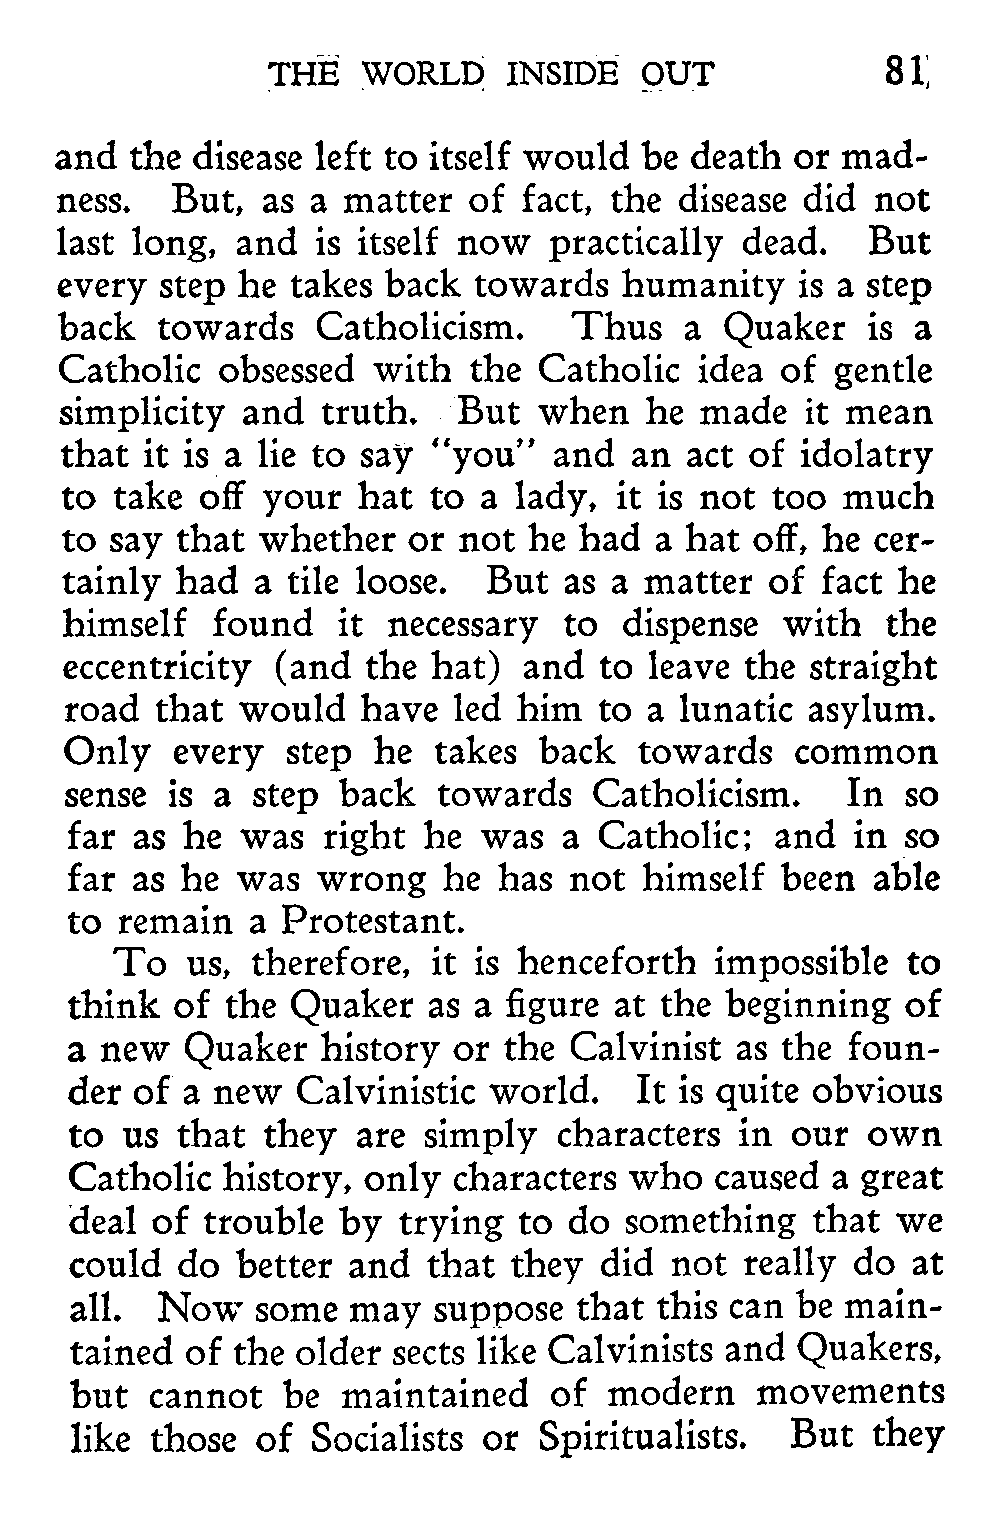 THE WORLD INSIDE OUT 81
and the disease left to itself would be death or mad-
ness. But, as a matter of fact, the disease did not
last long, and is itself now practically dead. But
every step he takes back towards humanity is a step
back towards Catholicism. Thus a Quaker is a
Catholic obsessed with the Catholic idea of gentle
simplicity and truth. But when he made it mean
that it is a lie to say "you" and an act of idolatry
to take off your hat to a lady, it is not too much
to say that whether or not he had a hat off, he cer-
tainly had a tile loose. But as a matter of fact he
himself found it necessary to dispense with the
eccentricity (and the hat) and to leave the straight
road that would have led him to a lunatic asylum.
Only every step he takes back towards common
sense is a step back towards Catholicism. In so
far as he was right he was a Catholic; and in so
far as he was wrong he has not himself been able
to remain a Protestant.
To us, therefore, it is henceforth impossible to
think of the Quaker as a figure at the beginning of
a new Quaker history or the Calvinist as the foun-
der of a new Calvinistic world. It is quite obvious
to us that they are simply characters in our own
Catholic history, only characters who caused a great
deal of trouble by trying to do something that we
could do better and that they did not really do at
all. Now some may suppose that this can be main-
tained of the older sects like Calvinists and Quakers,
but cannot be maintained of modern movements
like those of Socialists or Spiritualists. But they